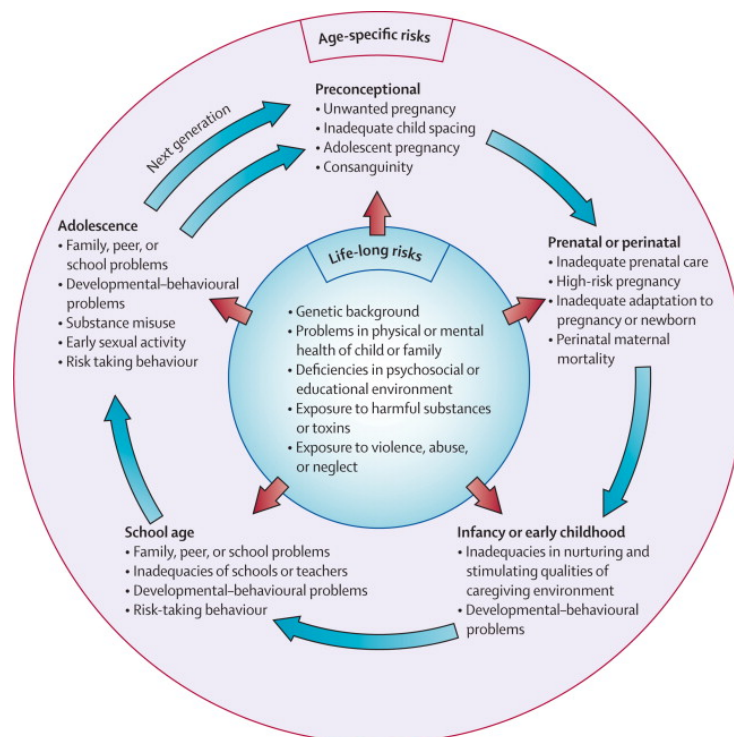 Age-specific risks
Preconceptional
• Unwanted pregnancy
• Inadequate child spacing
• Adolescent pregnancy
• Consanguinity
Next generation
Prenatal or perinatal
• Inadequate prenatal care
• High-risk pregnancy
• Inadequate adaptation to
pregnancy or newborn
• Perinatal maternal
mortality
Infancy or early childhood
• Inadequacies in nurturing and
stimulating qualities of
caregiving environment
• Developmental–behavioural
problems
School age
• Family, peer, or school problems
• Inadequacies of schools or teachers
• Developmental–behavioural problems
• Risk-taking behaviour
Adolescence
• Family, peer, or
school problems
• Developmental–behavioural
problems
• Substance misuse
• Early sexual activity
• Risk taking behaviour
Life-long risks
• Genetic background
• Problems in physical or mental
health of child or family
• Deficiencies in psychosocial or
educational environment
• Exposure to harmful substances
or toxins
• Exposure to violence, abuse,
or neglect